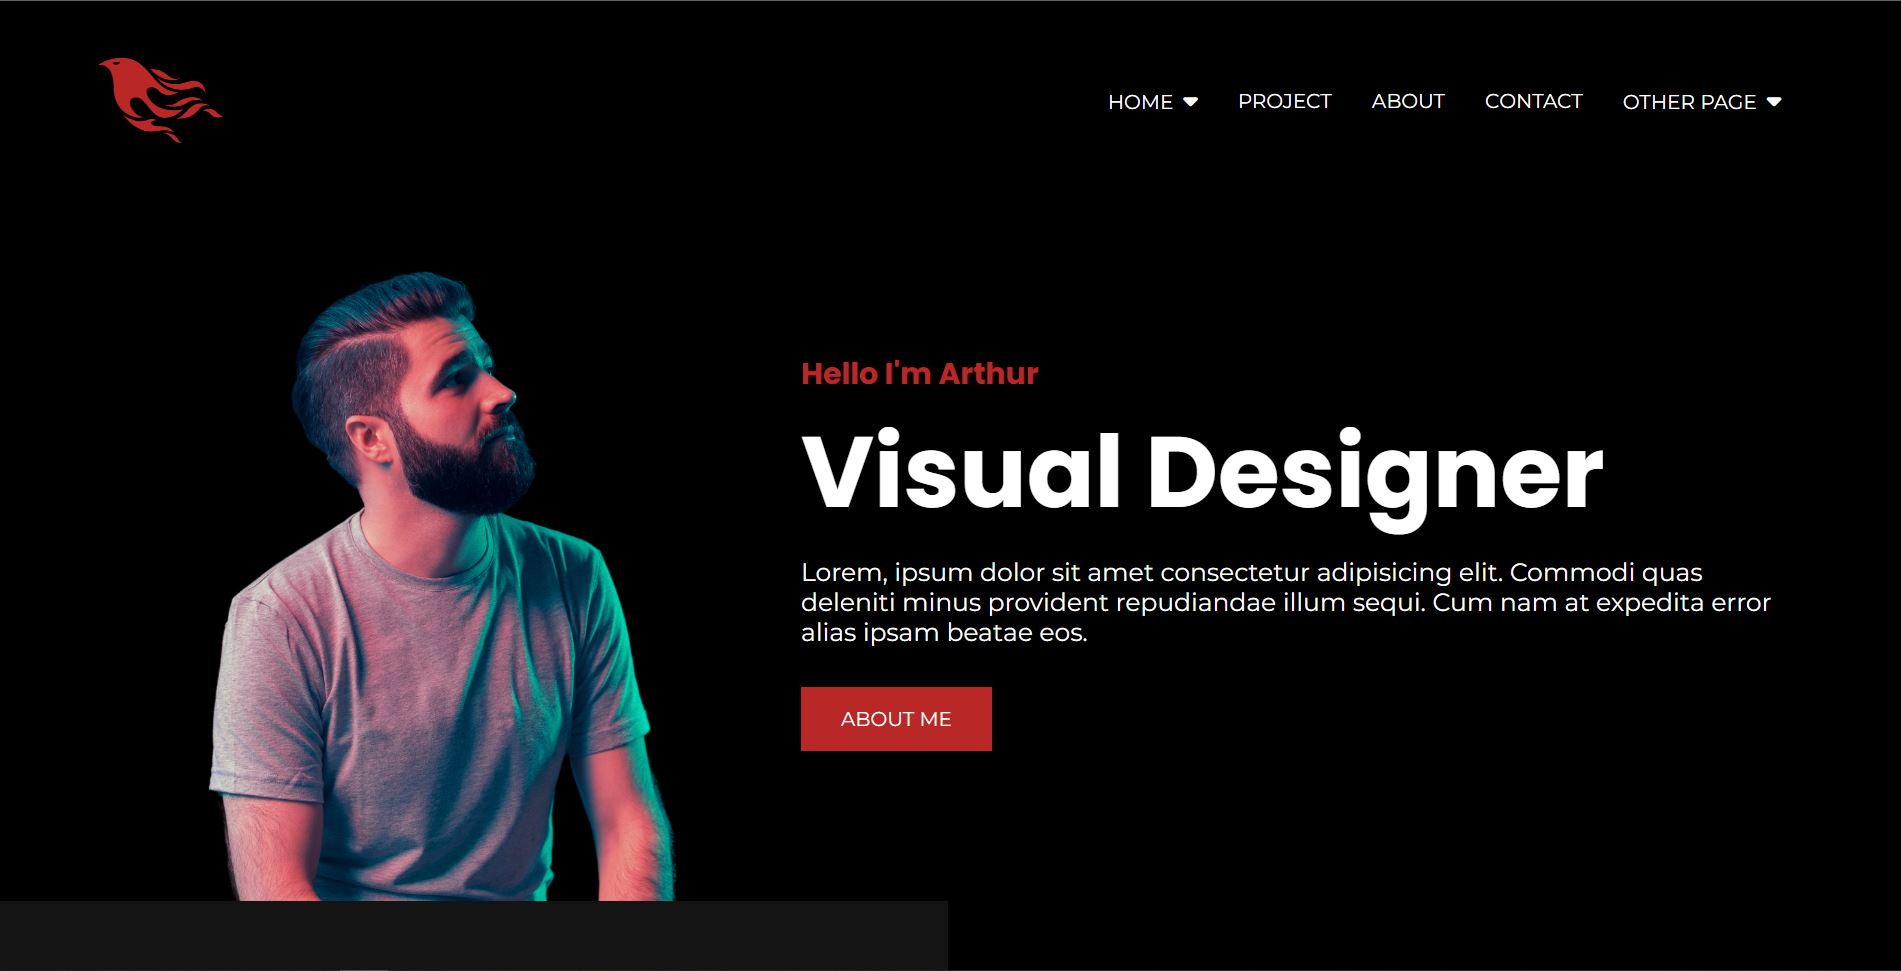 HOME PROJECT ABOUT CONTACT OTHER PAGE
Hello I'm Arthur
Visual Designer
Lorem, ipsum dolor sit amet consectetur adipisicing elit. Commodi quas
deleniti minus provident repudiandae illum sequi. Cum nam at expedita error
alias ipsam beatae eos.
ABOUT ME